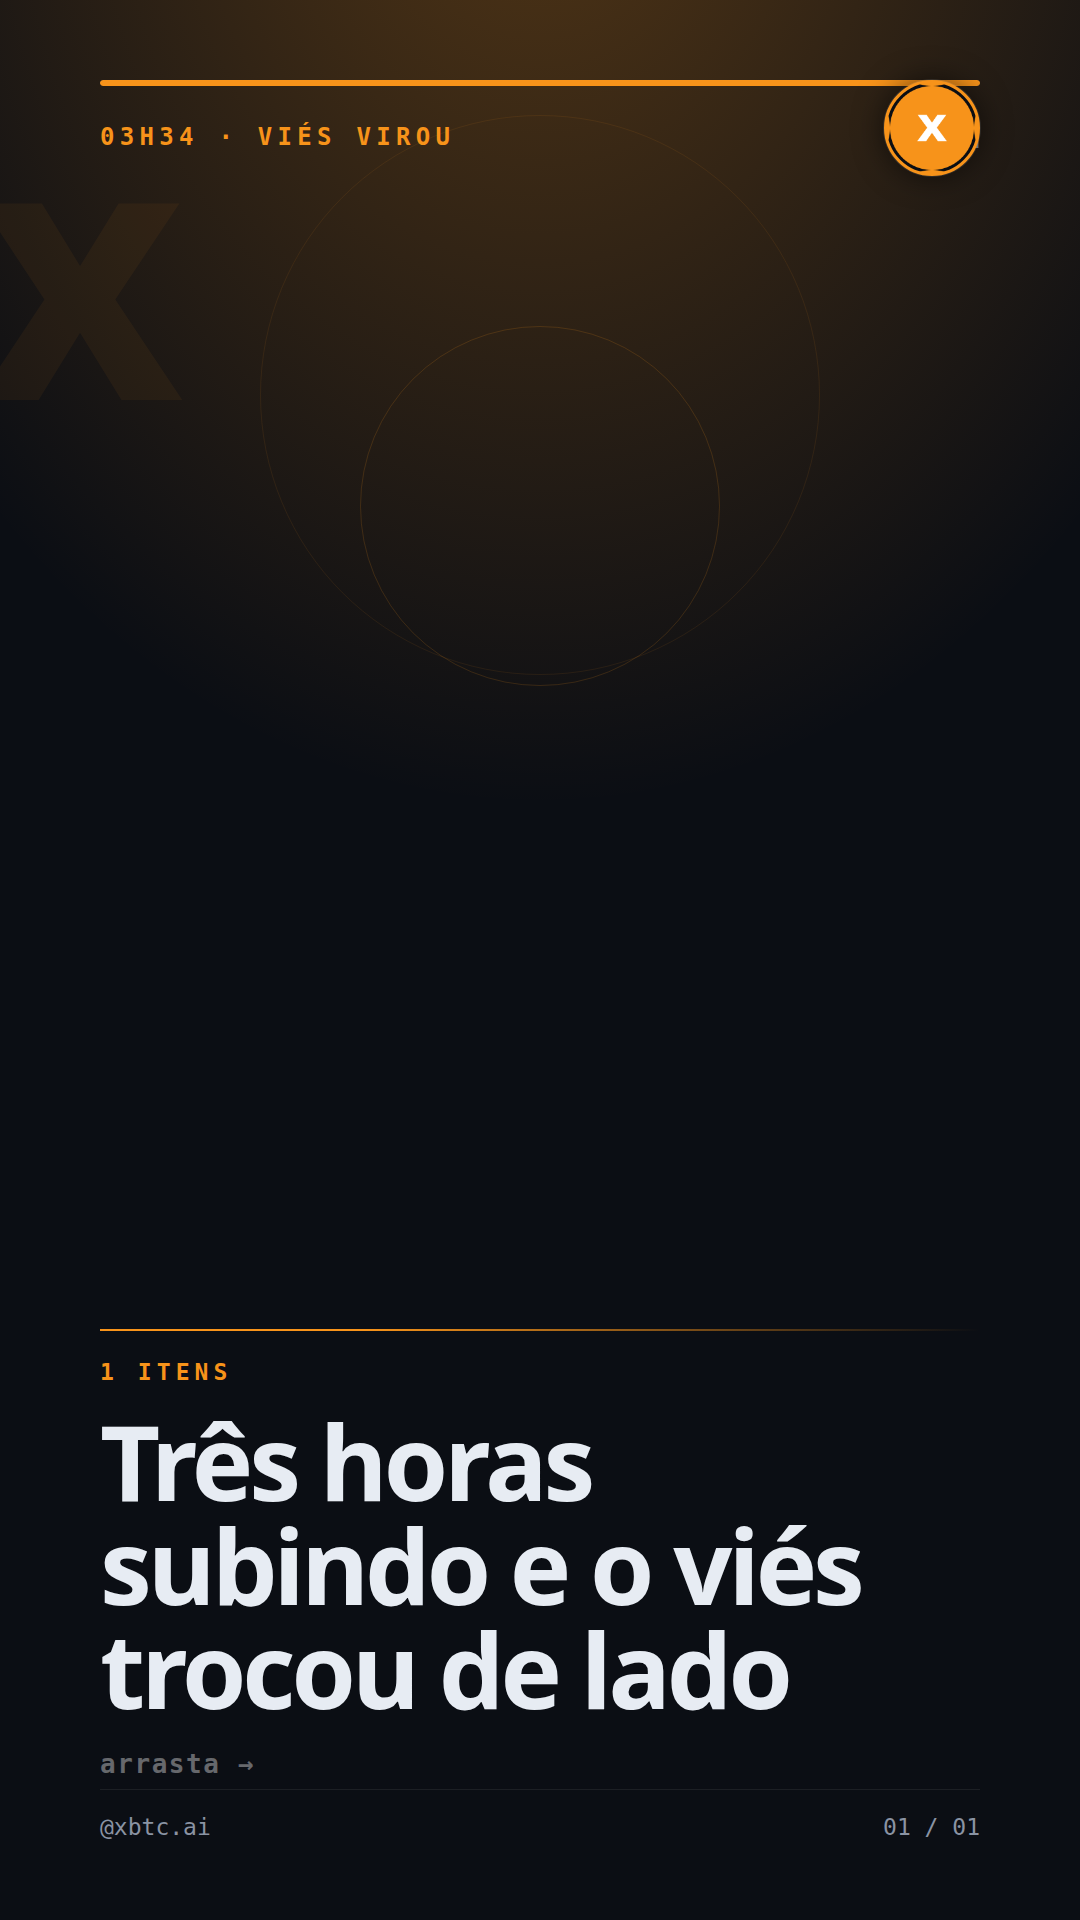 03H34 · VIÉS VIROU
X
X
1 ITENS
Três horas
subindo e o viés
trocou de lado
arrasta →
@xbtc.ai
01 / 01